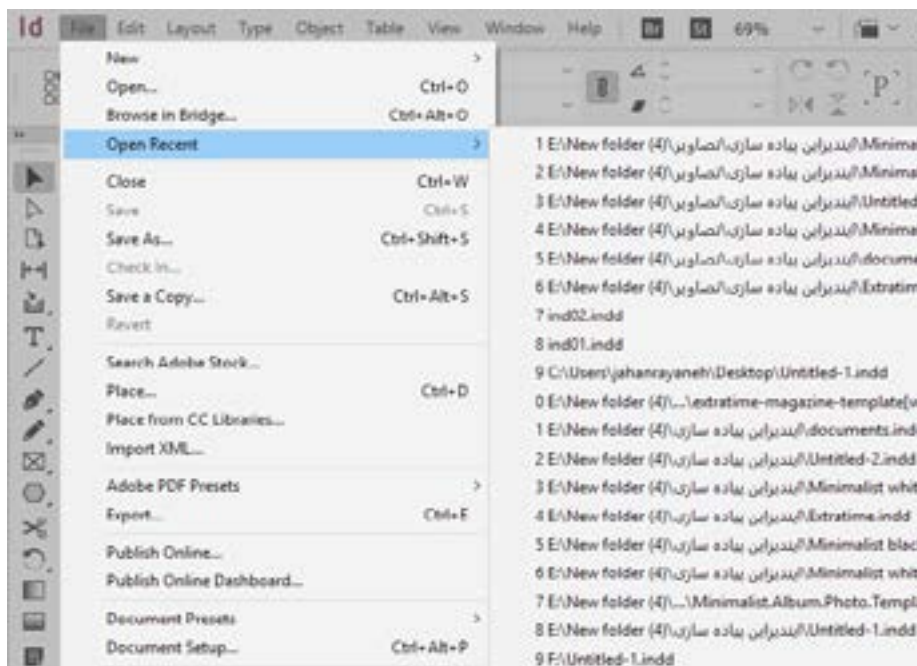 Id File Edit Layout Type Object Table View Window Help Br St 69%
New
Open... Ctrl+O
Browse in Bridge... Ctrl+Alt+O
Open Recent
Close Ctrl+W
Save Ctrl+S
Save As... Ctrl+Shift+S
Check In...
Save a Copy... Ctrl+Alt+S
Revert
Search Adobe Stock...
Place... Ctrl+D
Place from CC Libraries...
Import XML...
Adobe PDF Presets
Export... Ctrl+E
Publish Online...
Publish Online Dashboard...
Document Presets
Document Setup... Ctrl+Alt+P
P
1 E:\New folder (4)\ایندیزاین پیاده سازی\تصاویر\Minima
2 E:\New folder (4)\ایندیزاین پیاده سازی\تصاویر\Minima
3 E:\New folder (4)\ایندیزاین پیاده سازی\تصاویر\Untitled
4 E:\New folder (4)\ایندیزاین پیاده سازی\تصاویر\Minima
5 E:\New folder (4)\ایندیزاین پیاده سازی\تصاویر\docume
6 E:\New folder (4)\ایندیزاین پیاده سازی\تصاویر\Extratim
7 ind02.indd
8 ind01.indd
9 C:\Users\jahanrayaneh\Desktop\Untitled-1.indd
0 E:\New folder (4)\...\extratime-magazine-template[v
1 E:\New folder (4)\ایندیزاین پیاده سازی\documents.ind
2 E:\New folder (4)\ایندیزاین پیاده سازی\Untitled-2.indd
3 E:\New folder (4)\ایندیزاین پیاده سازی\Minimalist whit
4 E:\New folder (4)\ایندیزاین پیاده سازی\Extratime.indd
5 E:\New folder (4)\ایندیزاین پیاده سازی\Minimalist blac
6 E:\New folder (4)\ایندیزاین پیاده سازی\Minimalist whit
7 E:\New folder (4)\...\Minimalist.Album.Photo.Templ
8 E:\New folder (4)\ایندیزاین پیاده سازی\Untitled-1.indd
9 F:\Untitled-1.indd